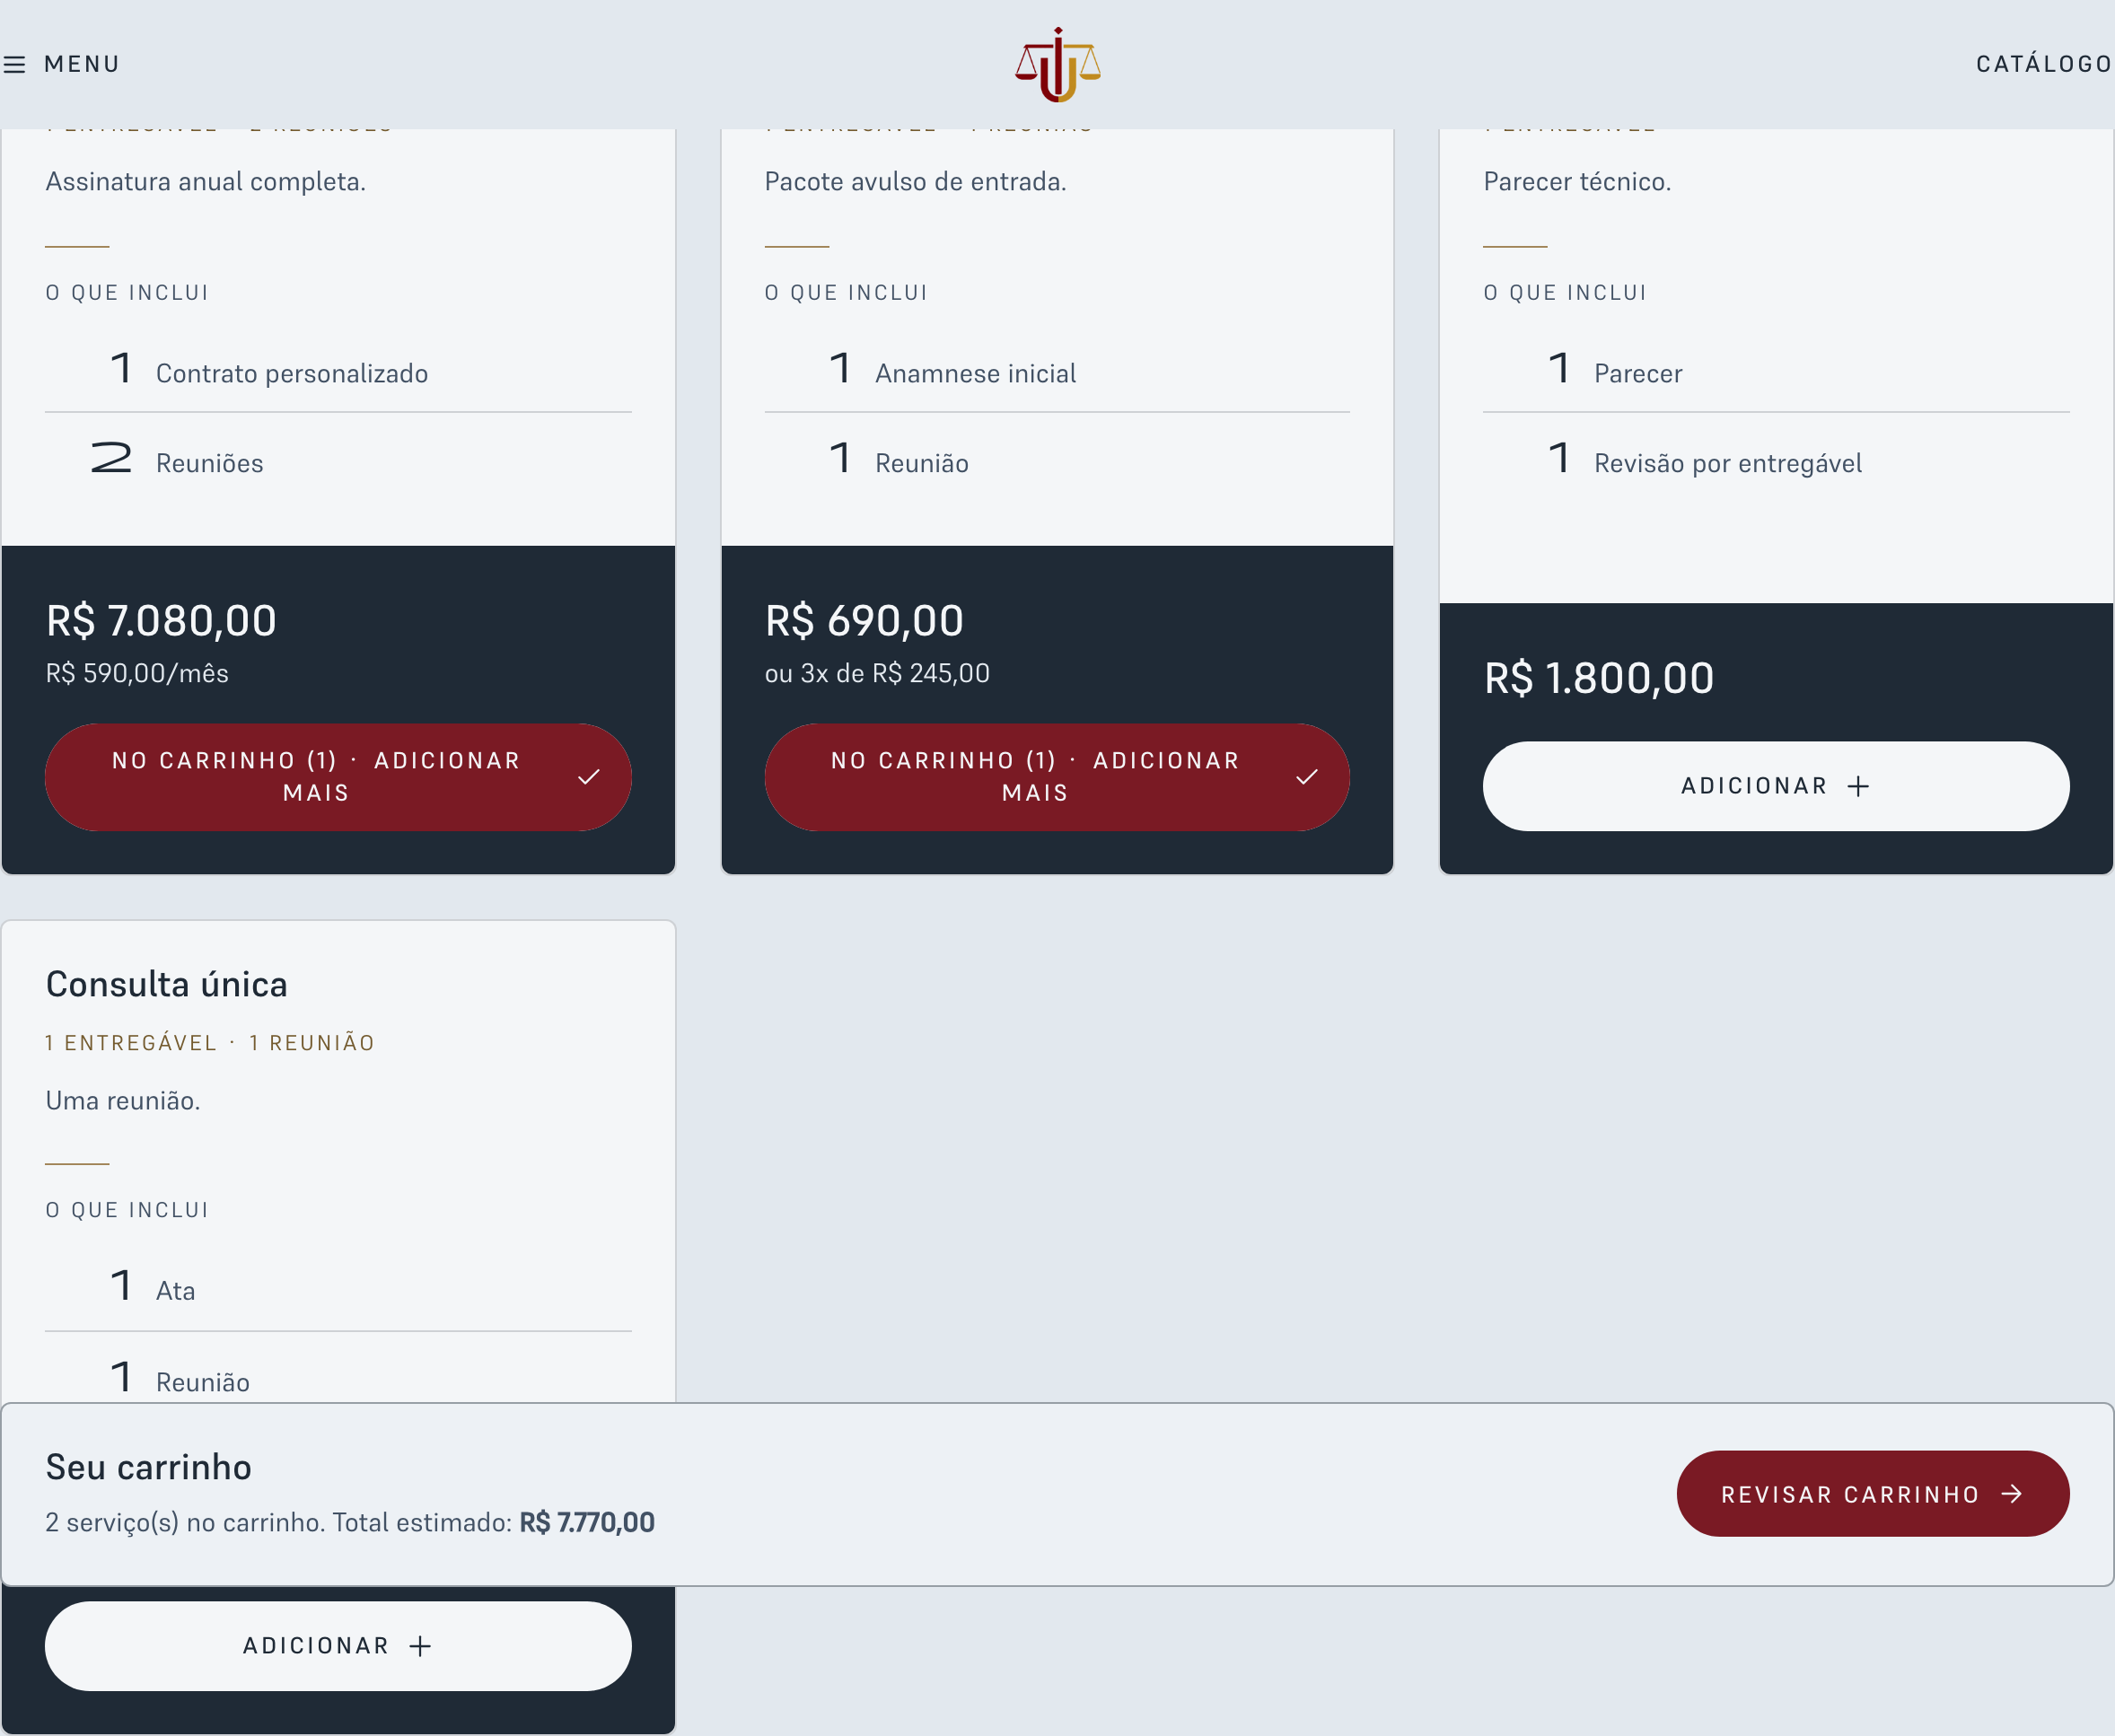 MENU
CATÁLOGO
Assinatura anual completa.
O QUE INCLUI
1 Contrato personalizado
2 Reuniões
R$ 7.080,00
R$ 590,00/mês
NO CARRINHO (1) · ADICIONAR
MAIS
Pacote avulso de entrada.
O QUE INCLUI
1 Anamnese inicial
1 Reunião
R$ 690,00
ou 3x de R$ 245,00
NO CARRINHO (1) · ADICIONAR
MAIS
Parecer técnico.
O QUE INCLUI
1 Parecer
1 Revisão por entregável
R$ 1.800,00
ADICIONAR
Consulta única
1 ENTREGÁVEL · 1 REUNIÃO
Uma reunião.
O QUE INCLUI
1 Ata
1 Reunião
Seu carrinho
2 serviço(s) no carrinho. Total estimado: R$ 7.770,00
REVISAR CARRINHO
ADICIONAR